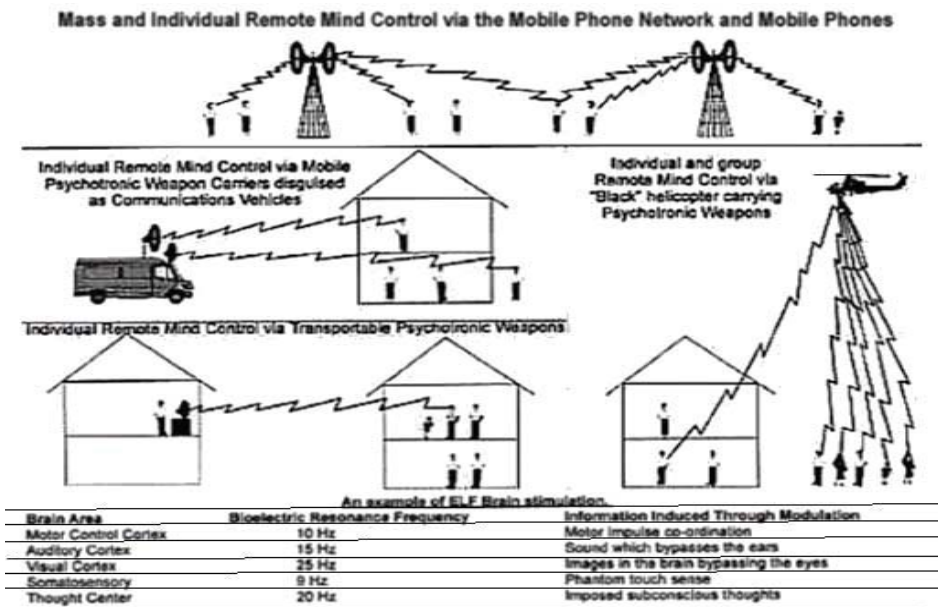 Mass and Individual Remote Mind Control via the Mobile Phone Network and Mobile Phones
Individual Remote Mind Control via Mobile
Psychotronic Weapon Carriers disguised
as Communications Vehicles
Individual and group
Remote Mind Control via
"Black" helicopter carrying
Psychotronic Weapons
Individual Remote Mind Control via Transportable Psychotronic Weapons
An example of ELF Brain stimulation.
Brain Area Bioelectric Resonance Frequency Information Induced Through Modulation
Motor Control Cortex 10 Hz Motor impulse co-ordination
Auditory Cortex 15 Hz Sound which bypasses the ears
Visual Cortex 25 Hz Images in the brain bypassing the eyes
Somatosensory 9 Hz Phantom touch sense
Thought Center 20 Hz Imposed subconscious thoughts